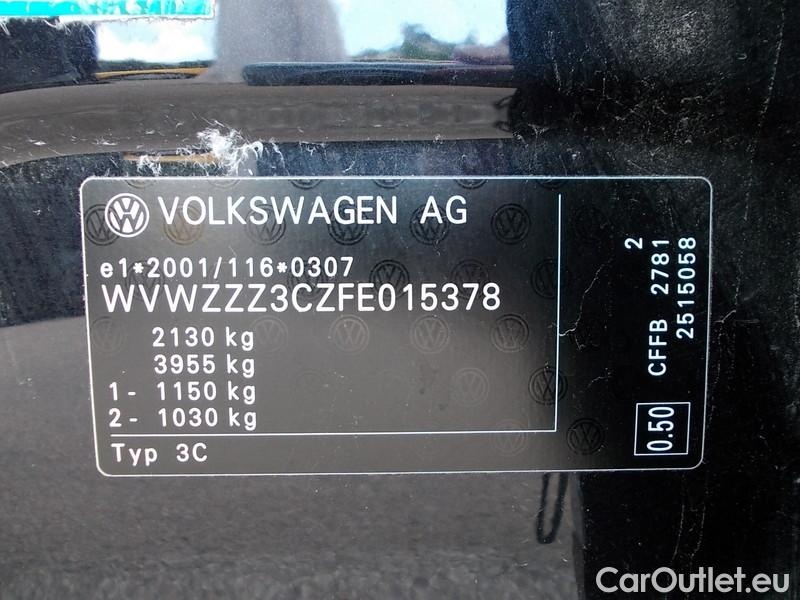 VOLKSWAGEN AG
e1*2001/116*0307
WVWZZZ3CZFE015378
2130 kg
3955 kg
1- 1150 kg
2- 1030 kg
Typ 3C
2
CFFB 2781
2515058
0.50
CarOutlet.eu